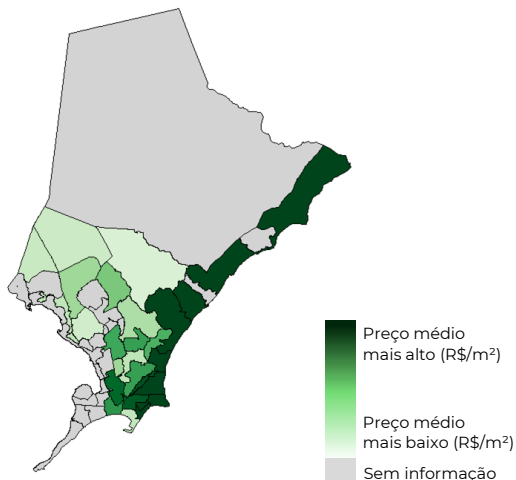 Preço médio
mais alto (R$/m²)
Preço médio
mais baixo (R$/m²)
Sem informação